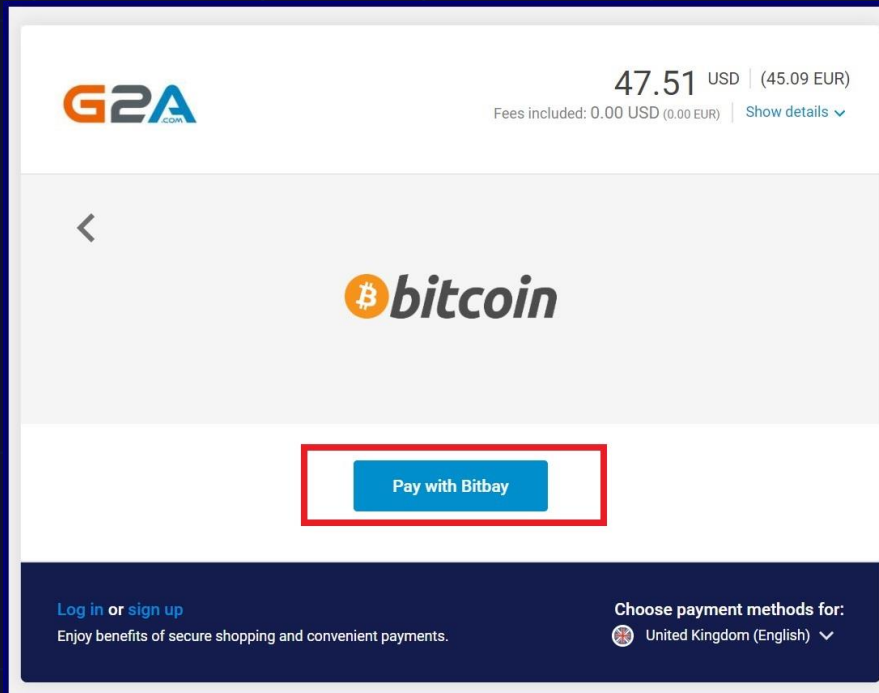 G2A
.COM
47.51 USD (45.09 EUR)
Fees included: 0.00 USD (0.00 EUR) Show details
bitcoin
Pay with Bitbay
Log in or sign up
Enjoy benefits of secure shopping and convenient payments.
Choose payment methods for:
United Kingdom (English)